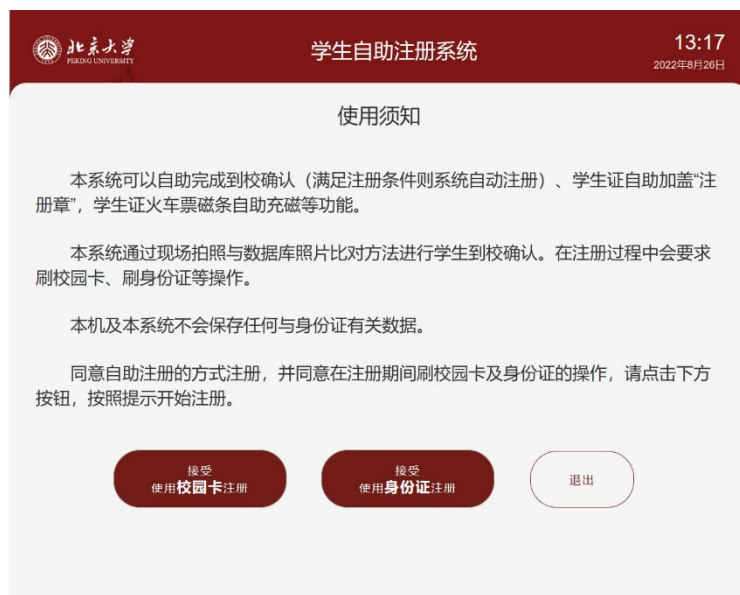 北京大学
PEKING UNIVERSITY
学生自助注册系统
13:17
2022年8月26日
使用须知
本系统可以自助完成到校确认（满足注册条件则系统自动注册）、学生证自助加盖“注
册章”，学生证火车票磁条自助充磁等功能。
本系统通过现场拍照与数据库照片比对方法进行学生到校确认。在注册过程中会要求
刷校园卡、刷身份证等操作。
本机及本系统不会保存任何与身份证有关数据。
同意自助注册的方式注册，并同意在注册期间刷校园卡及身份证的操作，请点击下方
按钮，按照提示开始注册。
接受
使用校园卡注册
接受
使用身份证注册
退出